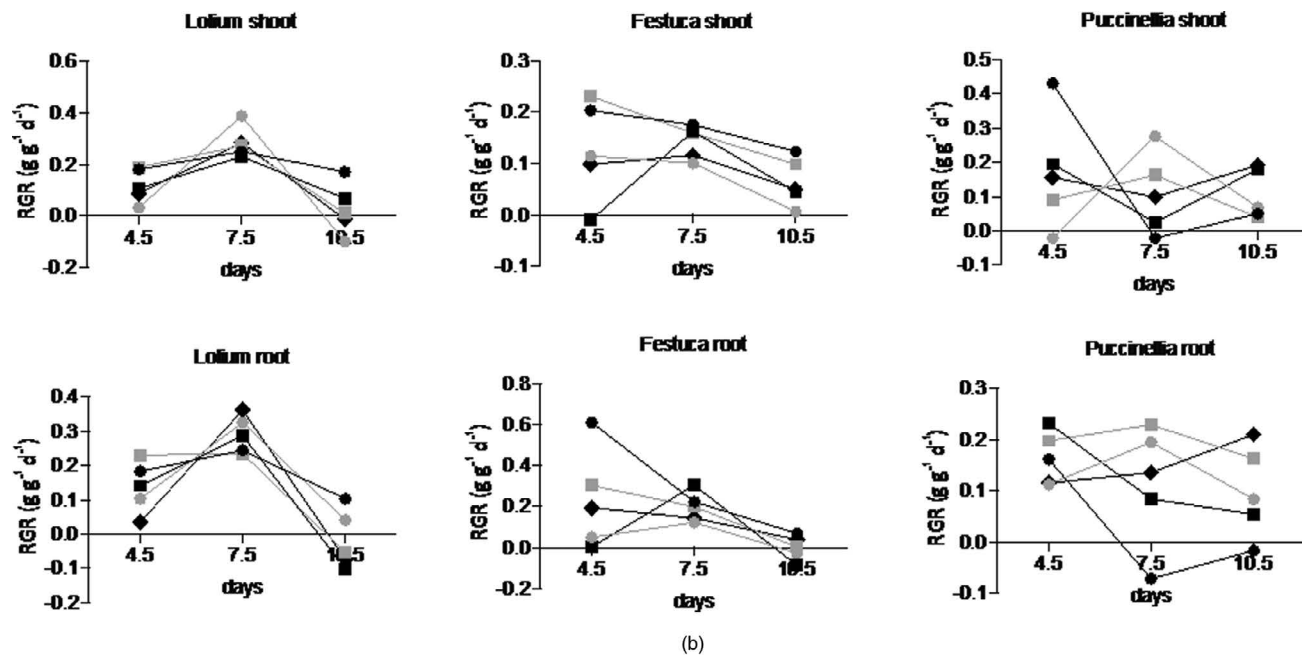 Lolium shoot
RGR (g g⁻¹ d⁻¹)
0.6
0.4
0.2
0.0
-0.2
4.5 7.5 10.5
days
Festuca shoot
RGR (g g⁻¹ d⁻¹)
0.3
0.2
0.1
0.0
-0.1
4.5 7.5 10.5
days
Puccinellia shoot
RGR (g g⁻¹ d⁻¹)
0.5
0.4
0.3
0.2
0.1
0.0
-0.1
4.5 7.5 10.5
days
Lolium root
RGR (g g⁻¹ d⁻¹)
0.4
0.3
0.2
0.1
0.0
-0.1
-0.2
4.5 7.5 10.5
Festuca root
RGR (g g⁻¹ d⁻¹)
0.8
0.6
0.4
0.2
0.0
-0.2
4.5 7.5 10.5
Puccinellia root
RGR (g g⁻¹ d⁻¹)
0.3
0.2
0.1
0.0
-0.1
4.5 7.5 10.5
days
(b)